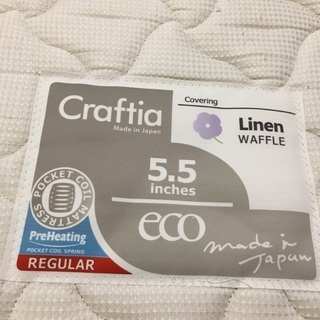 Craftia
Made in Japan
Covering
Linen
WAFFLE
5.5
inches
eco
POCKET COIL MATTRESS
PreHeating
POCKET COIL SPRING
REGULAR
made in
Japan